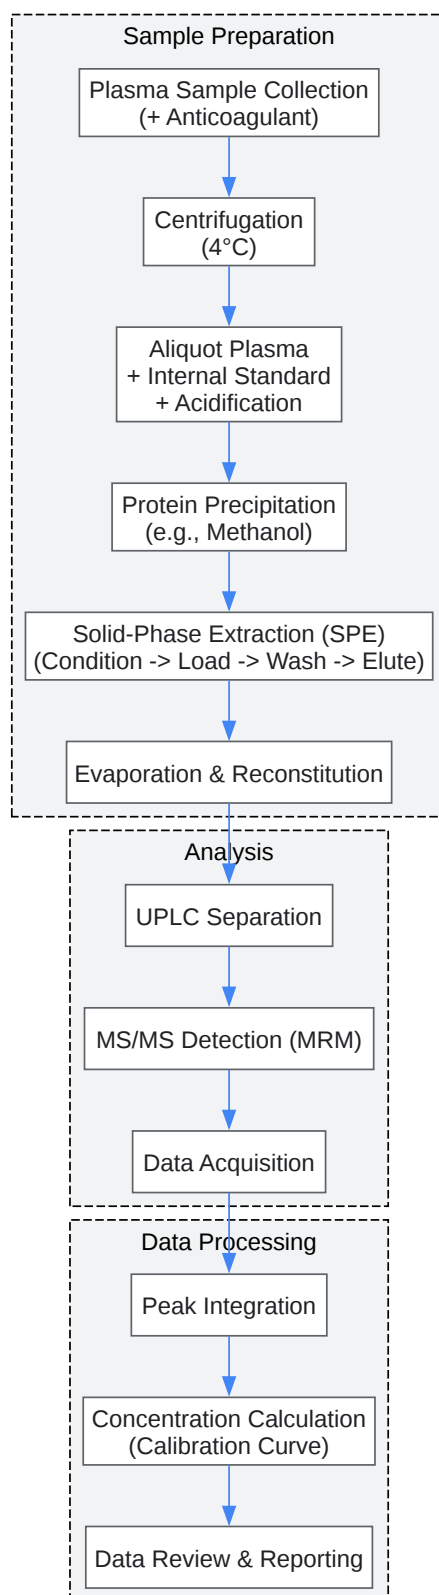 Sample Preparation
Plasma Sample Collection
(+ Anticoagulant)
Centrifugation
(4°C)
Aliquot Plasma
+ Internal Standard
+ Acidification
Protein Precipitation
(e.g., Methanol)
Solid-Phase Extraction (SPE)
(Condition -> Load -> Wash -> Elute)
Evaporation & Reconstitution
Analysis
UPLC Separation
MS/MS Detection (MRM)
Data Acquisition
Data Processing
Peak Integration
Concentration Calculation
(Calibration Curve)
Data Review & Reporting